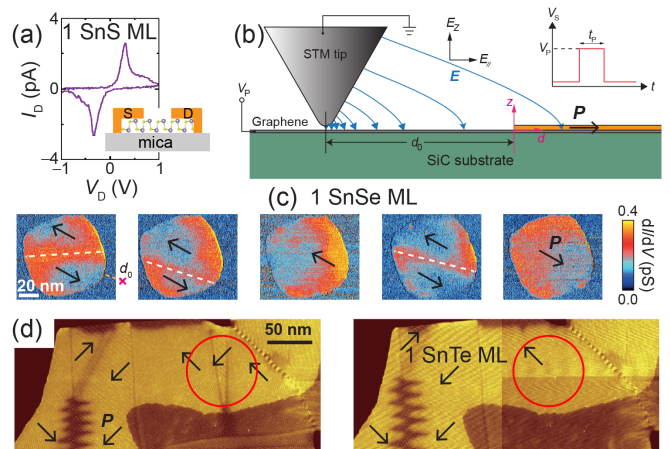 (a)
1 SnS ML
I_D (pA)
4
2
0
-2
-4
-1
0
1
V_D (V)
S
D
mica
(b)
STM tip
E_Z
E_//
E
V_S
V_P
t_P
t
V_P
Graphene
z
P
d
d_0
SiC substrate
(c) 1 SnSe ML
20 nm
d_0
P
0.4
0.0
dI/dV (pS)
(d)
50 nm
P
1 SnTe ML